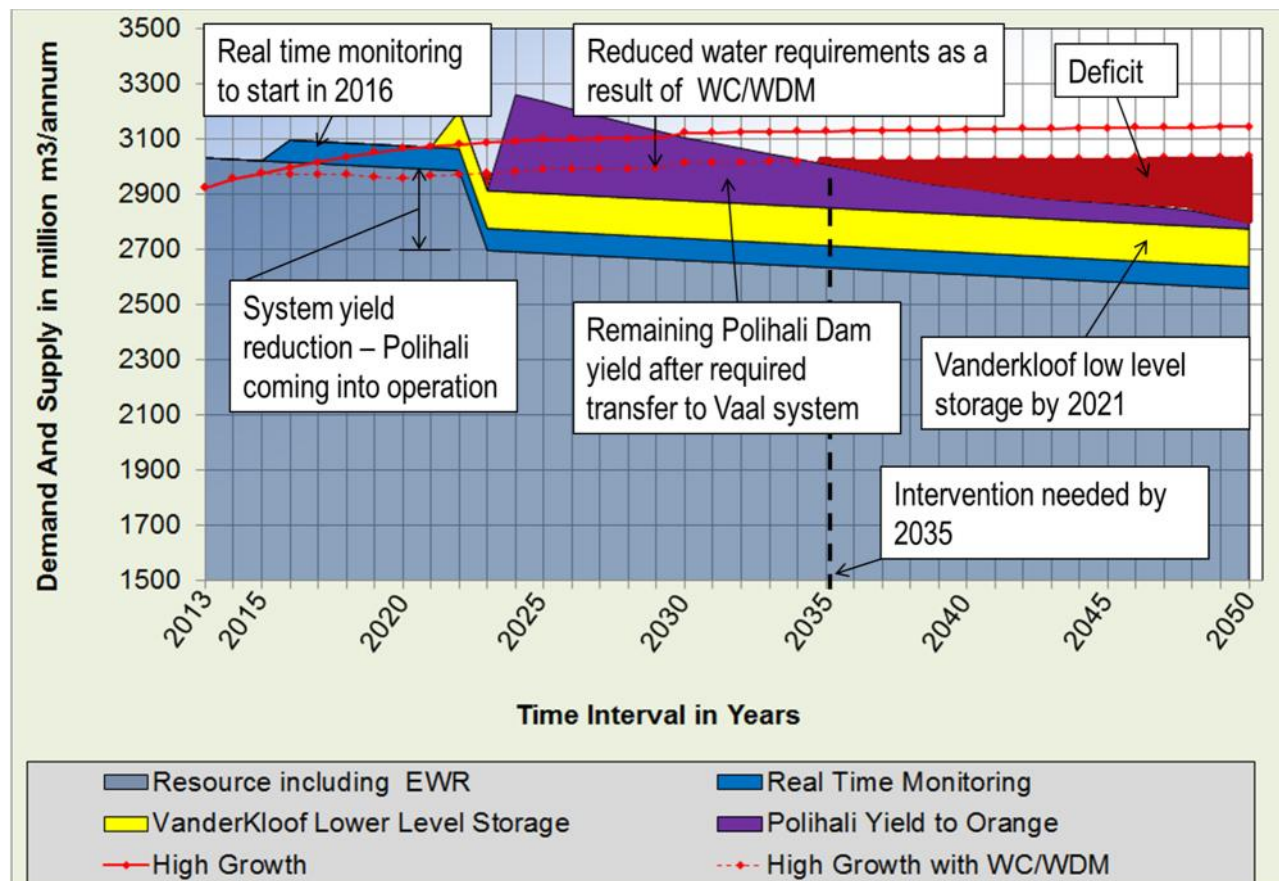 3500
3300
3100
2900
2700
2500
2300
2100
1900
1700
1500
Demand And Supply in million m3/annum
Real time monitoring
to start in 2016
Reduced water requirements as a
result of WC/WDM
Deficit
System yield
reduction – Polihali
coming into operation
Remaining Polihali Dam
yield after required
transfer to Vaal system
Vanderkloof low level
storage by 2021
Intervention needed by
2035
2013
2015
2020
2025
2030
2035
2040
2045
2050
Time Interval in Years
Resource including EWR
Real Time Monitoring
VanderKloof Lower Level Storage
Polihali Yield to Orange
High Growth
High Growth with WC/WDM